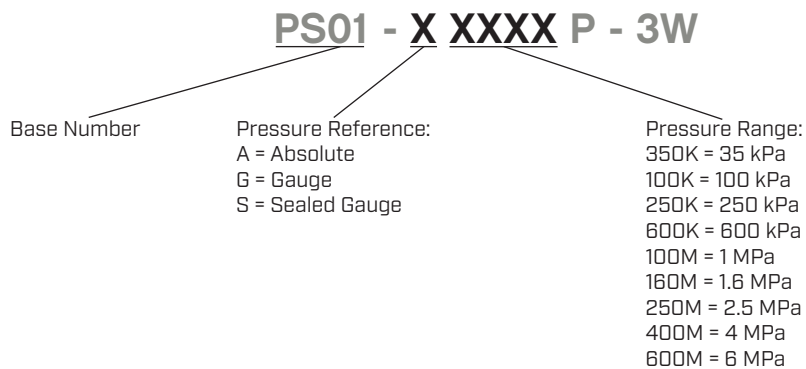 PS01 - X XXXX P - 3W
Base Number
Pressure Reference:
A = Absolute
G = Gauge
S = Sealed Gauge
Pressure Range:
350K = 35 kPa
100K = 100 kPa
250K = 250 kPa
600K = 600 kPa
100M = 1 MPa
160M = 1.6 MPa
250M = 2.5 MPa
400M = 4 MPa
600M = 6 MPa